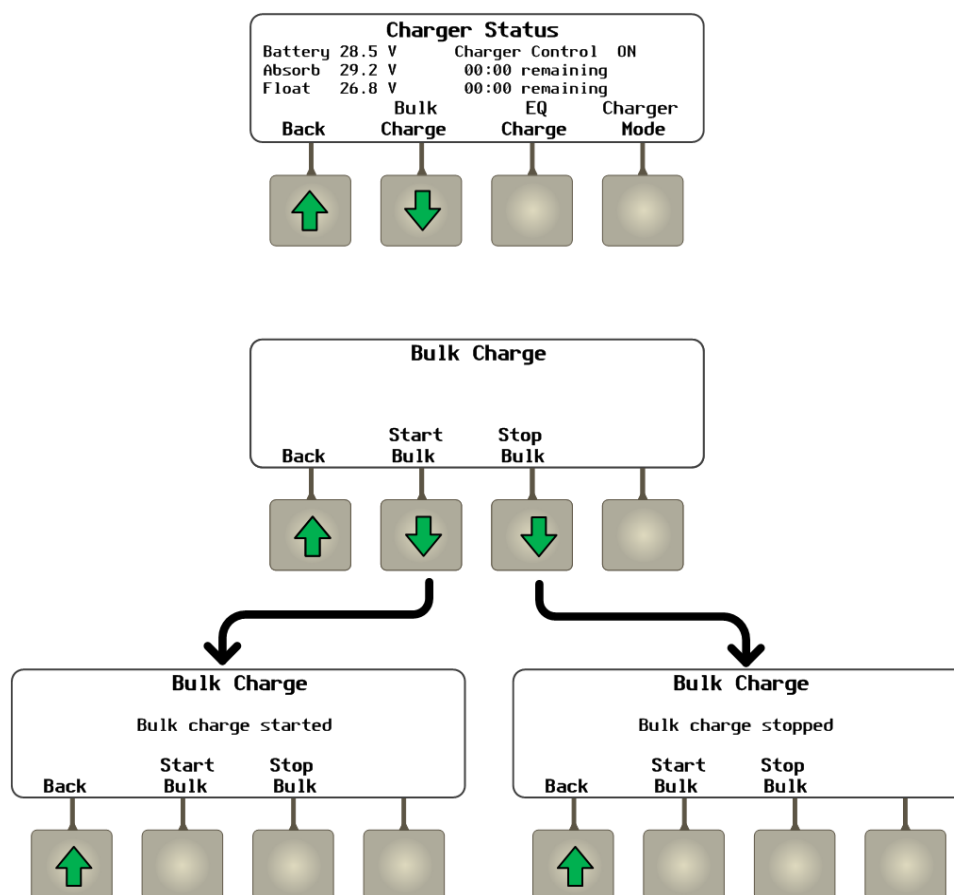 Charger Status
Battery 28.5 V Charger Control ON
Absorb 29.2 V 00:00 remaining
Float 26.8 V 00:00 remaining
Bulk EQ Charger
Back Charge Charge Mode
Bulk Charge
Start Stop
Back Bulk Bulk
Bulk Charge
Bulk charge started
Start Stop
Back Bulk Bulk
Bulk Charge
Bulk charge stopped
Start Stop
Back Bulk Bulk